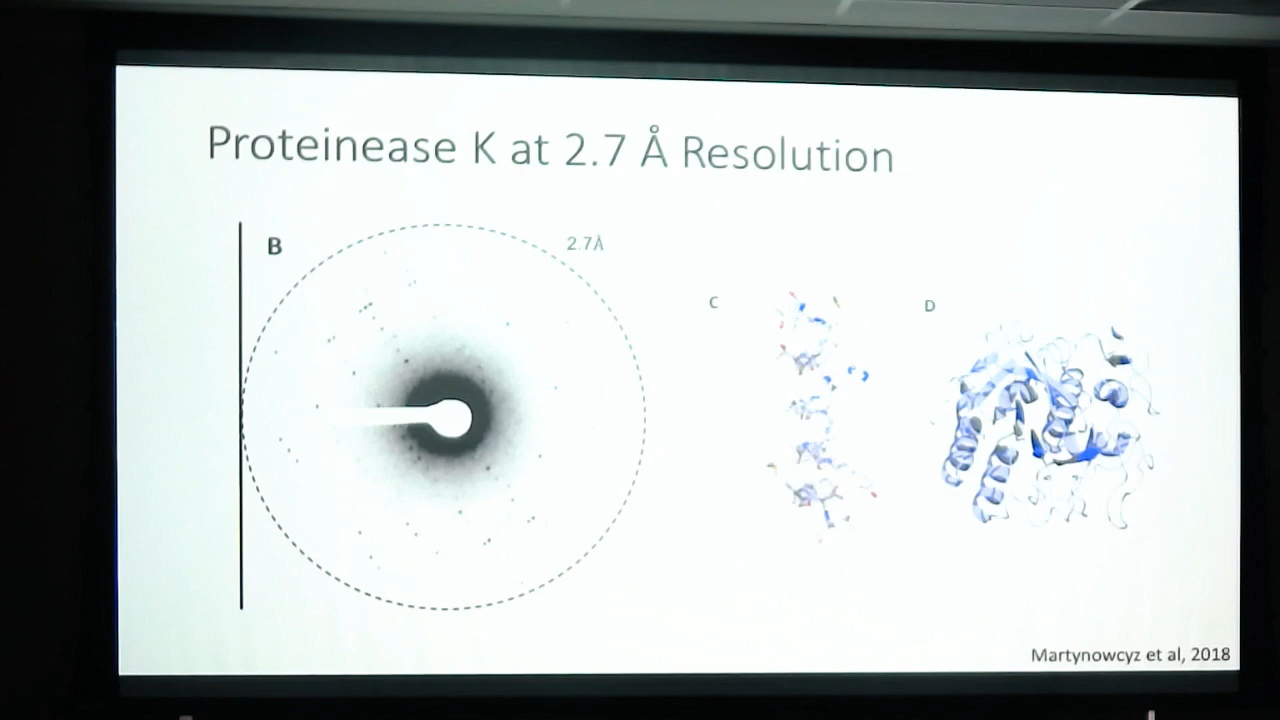 Proteinease K at 2.7 Å Resolution
B
2.7Å
C
D
Martynowcyz et al, 2018